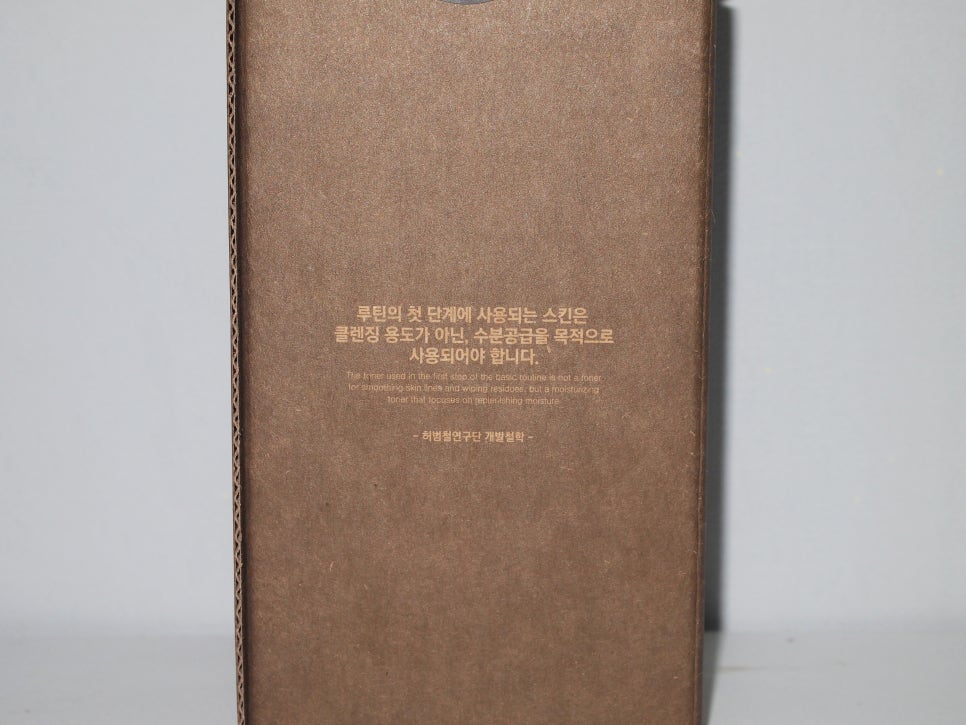 루틴의 첫 단계에 사용되는 스킨은
클렌징 용도가 아닌, 수분공급을 목적으로
사용되어야 합니다.
The toner used in the first step of the basic routine is not a toner
for smoothing skin lines and wiping residues, but a moisturizing
toner that focuses on replenishing moisture.
- 허범철연구단 개발철학 -